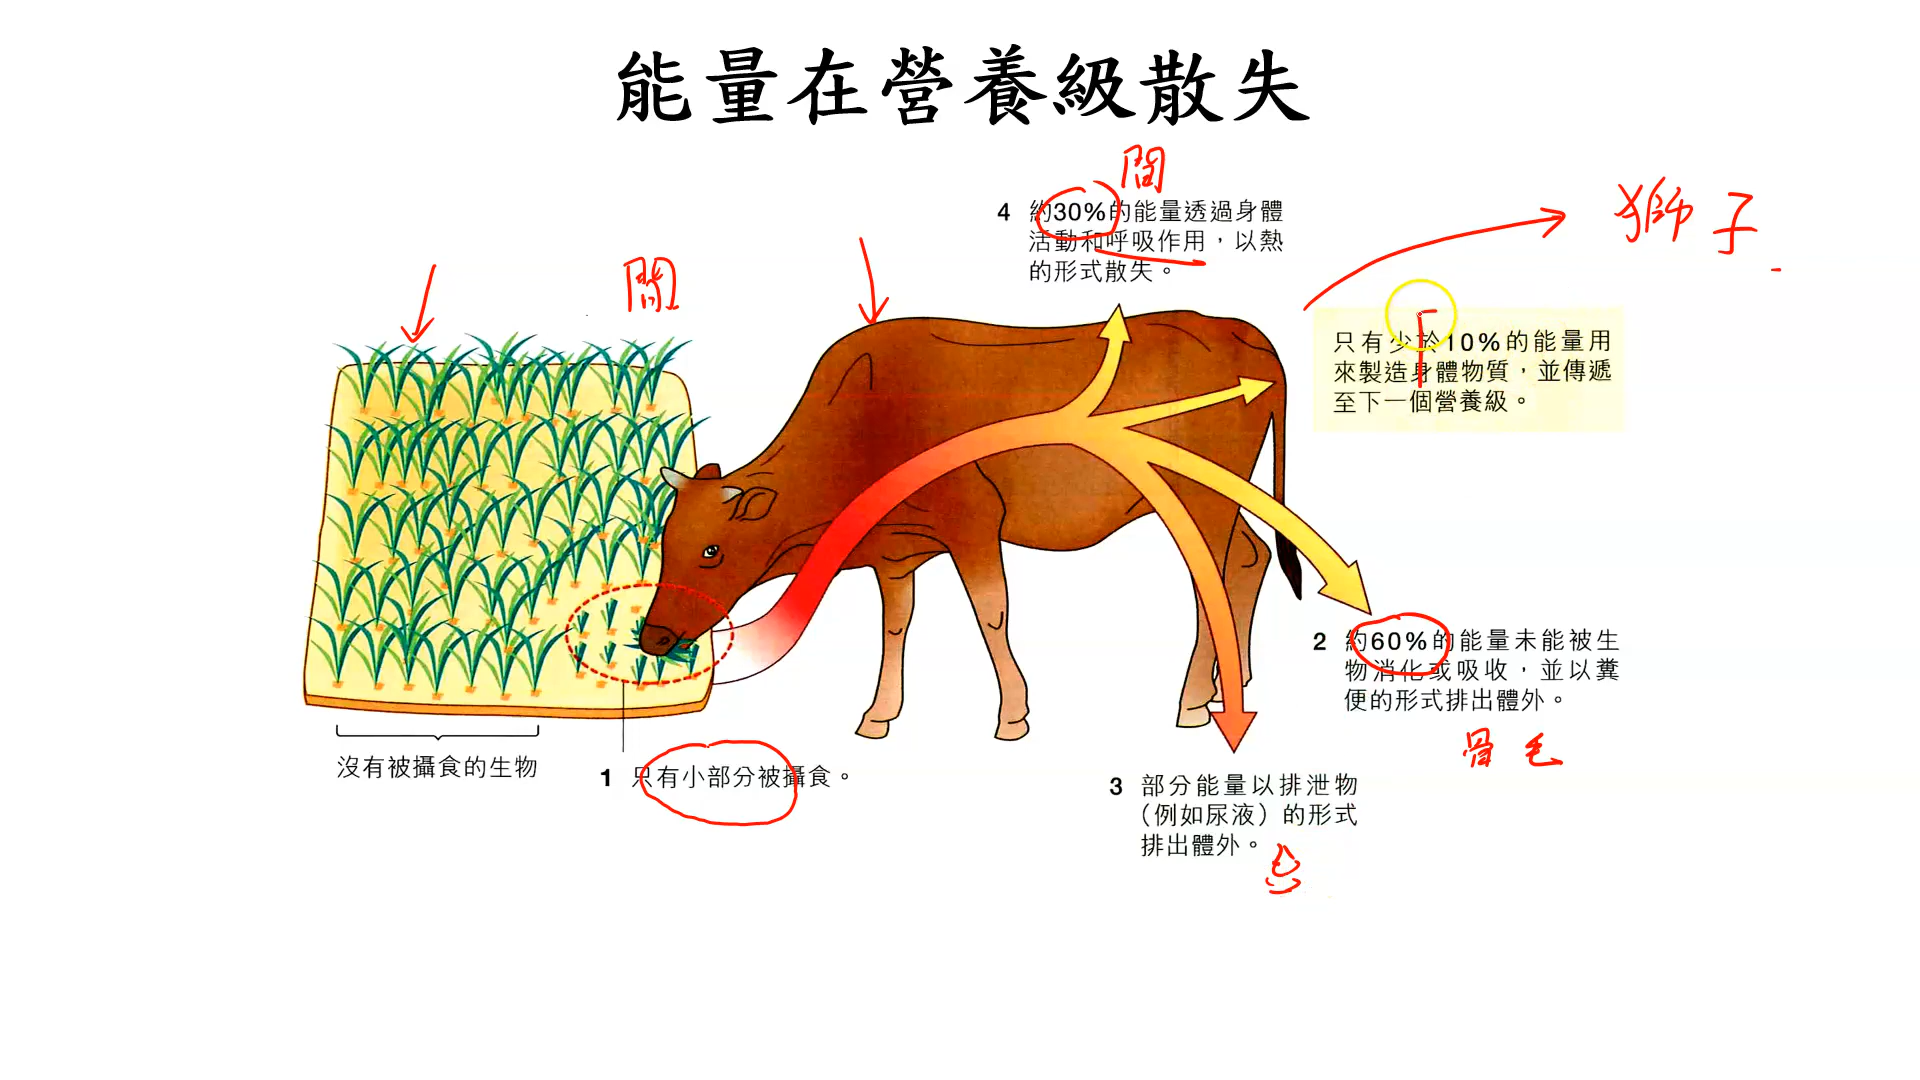 能量在營養級散失
間
4 約30%的能量透過身體
活動和呼吸作用,以熱
的形式散失。
獅子
間
只有少於10%的能量用
來製造身體物質,並傳遞
至下一個營養級。
2 約60%的能量未能被生
物消化或吸收,並以糞
便的形式排出體外。
骨 毛
沒有被攝食的生物
1 只有小部分被攝食。
3 部分能量以排泄物
(例如尿液)的形式
排出體外。